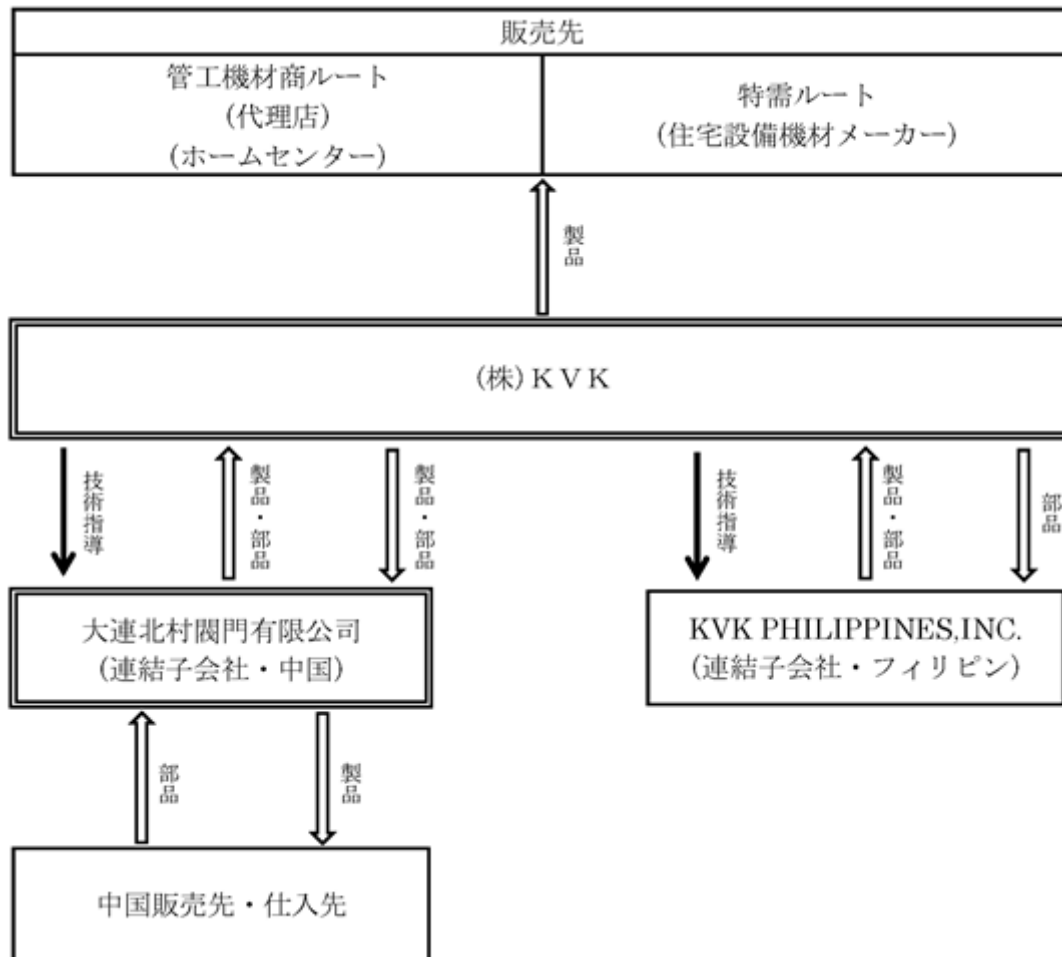 販売先
管工機材商ルート
(代理店)
(ホームセンター)
特需ルート
(住宅設備機材メーカー)
製品
(株)ＫＶＫ
技術指導
製品・部品
製品・部品
技術指導
製品・部品
部品
大連北村閥門有限公司
(連結子会社・中国)
KVK PHILIPPINES,INC.
(連結子会社・フィリピン)
部品
製品
中国販売先・仕入先